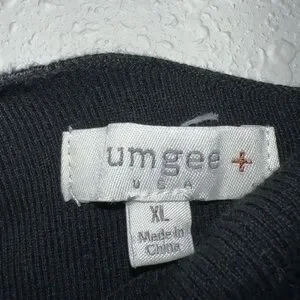 umgee +
USA
XL
Made in
China